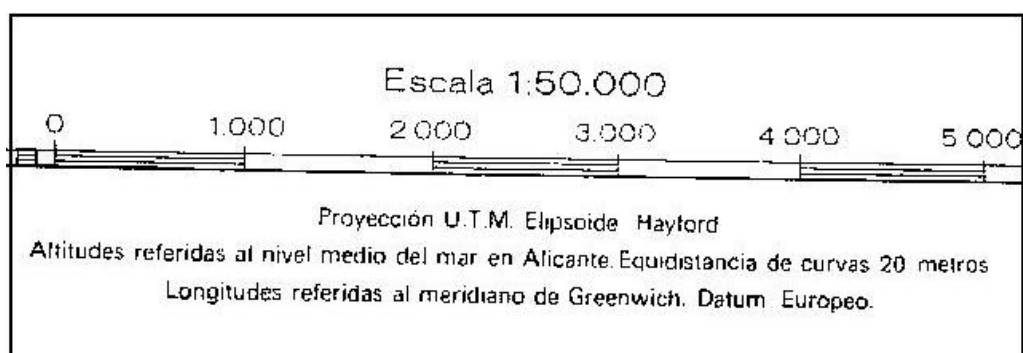 Escala 1:50.000
0 1.000 2 000 3.000 4 000 5 000
Proyección U.T.M. Elipsoide Hayford
Altitudes referidas al nivel medio del mar en Alicante. Equidistancia de curvas 20 metros
Longitudes referidas al meridiano de Greenwich. Datum Europeo.